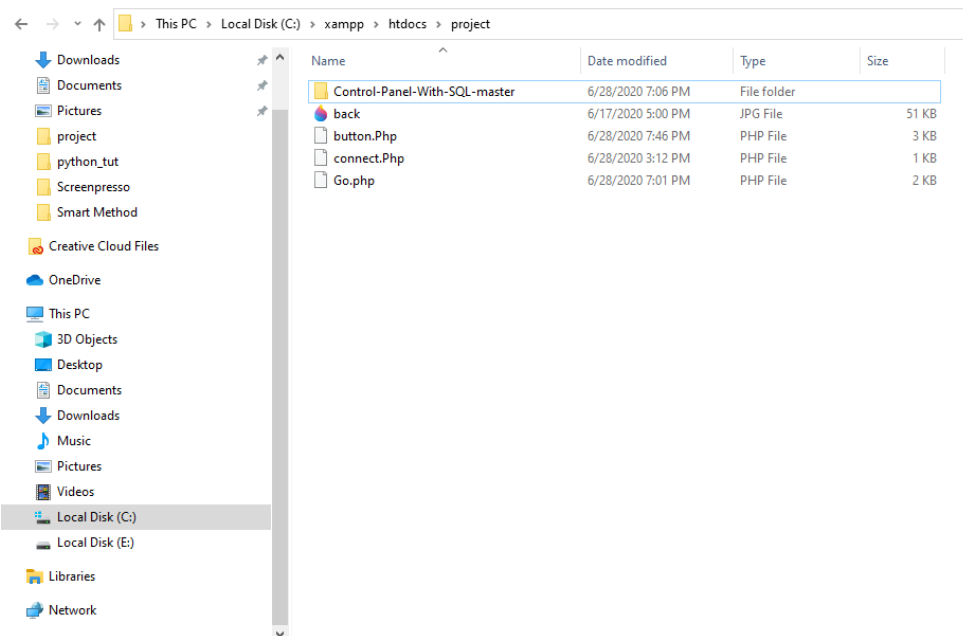 This PC > Local Disk (C:) > xampp > htdocs > project
Downloads
Documents
Pictures
project
python_tut
Screenpresso
Smart Method
Creative Cloud Files
OneDrive
This PC
3D Objects
Desktop
Documents
Downloads
Music
Pictures
Videos
Local Disk (C:)
Local Disk (E:)
Libraries
Network
Name Date modified Type Size
Control-Panel-With-SQL-master 6/28/2020 7:06 PM File folder
back 6/17/2020 5:00 PM JPG File 51 KB
button.Php 6/28/2020 7:46 PM PHP File 3 KB
connect.Php 6/28/2020 3:12 PM PHP File 1 KB
Go.php 6/28/2020 7:01 PM PHP File 2 KB